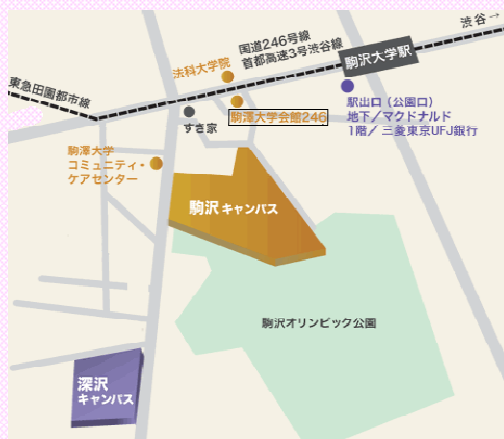 渋谷→
国道246号線
首都高速3号渋谷線
駒沢大学駅
法科大学院
東急田園都市線
駅出口（公園口）
地下／マクドナルド
1階／三菱東京UFJ銀行
駒澤大学会館246
すき家
駒澤大学
コミュニティ・
ケアセンター
駒沢キャンパス
駒沢オリンピック公園
深沢
キャンパス